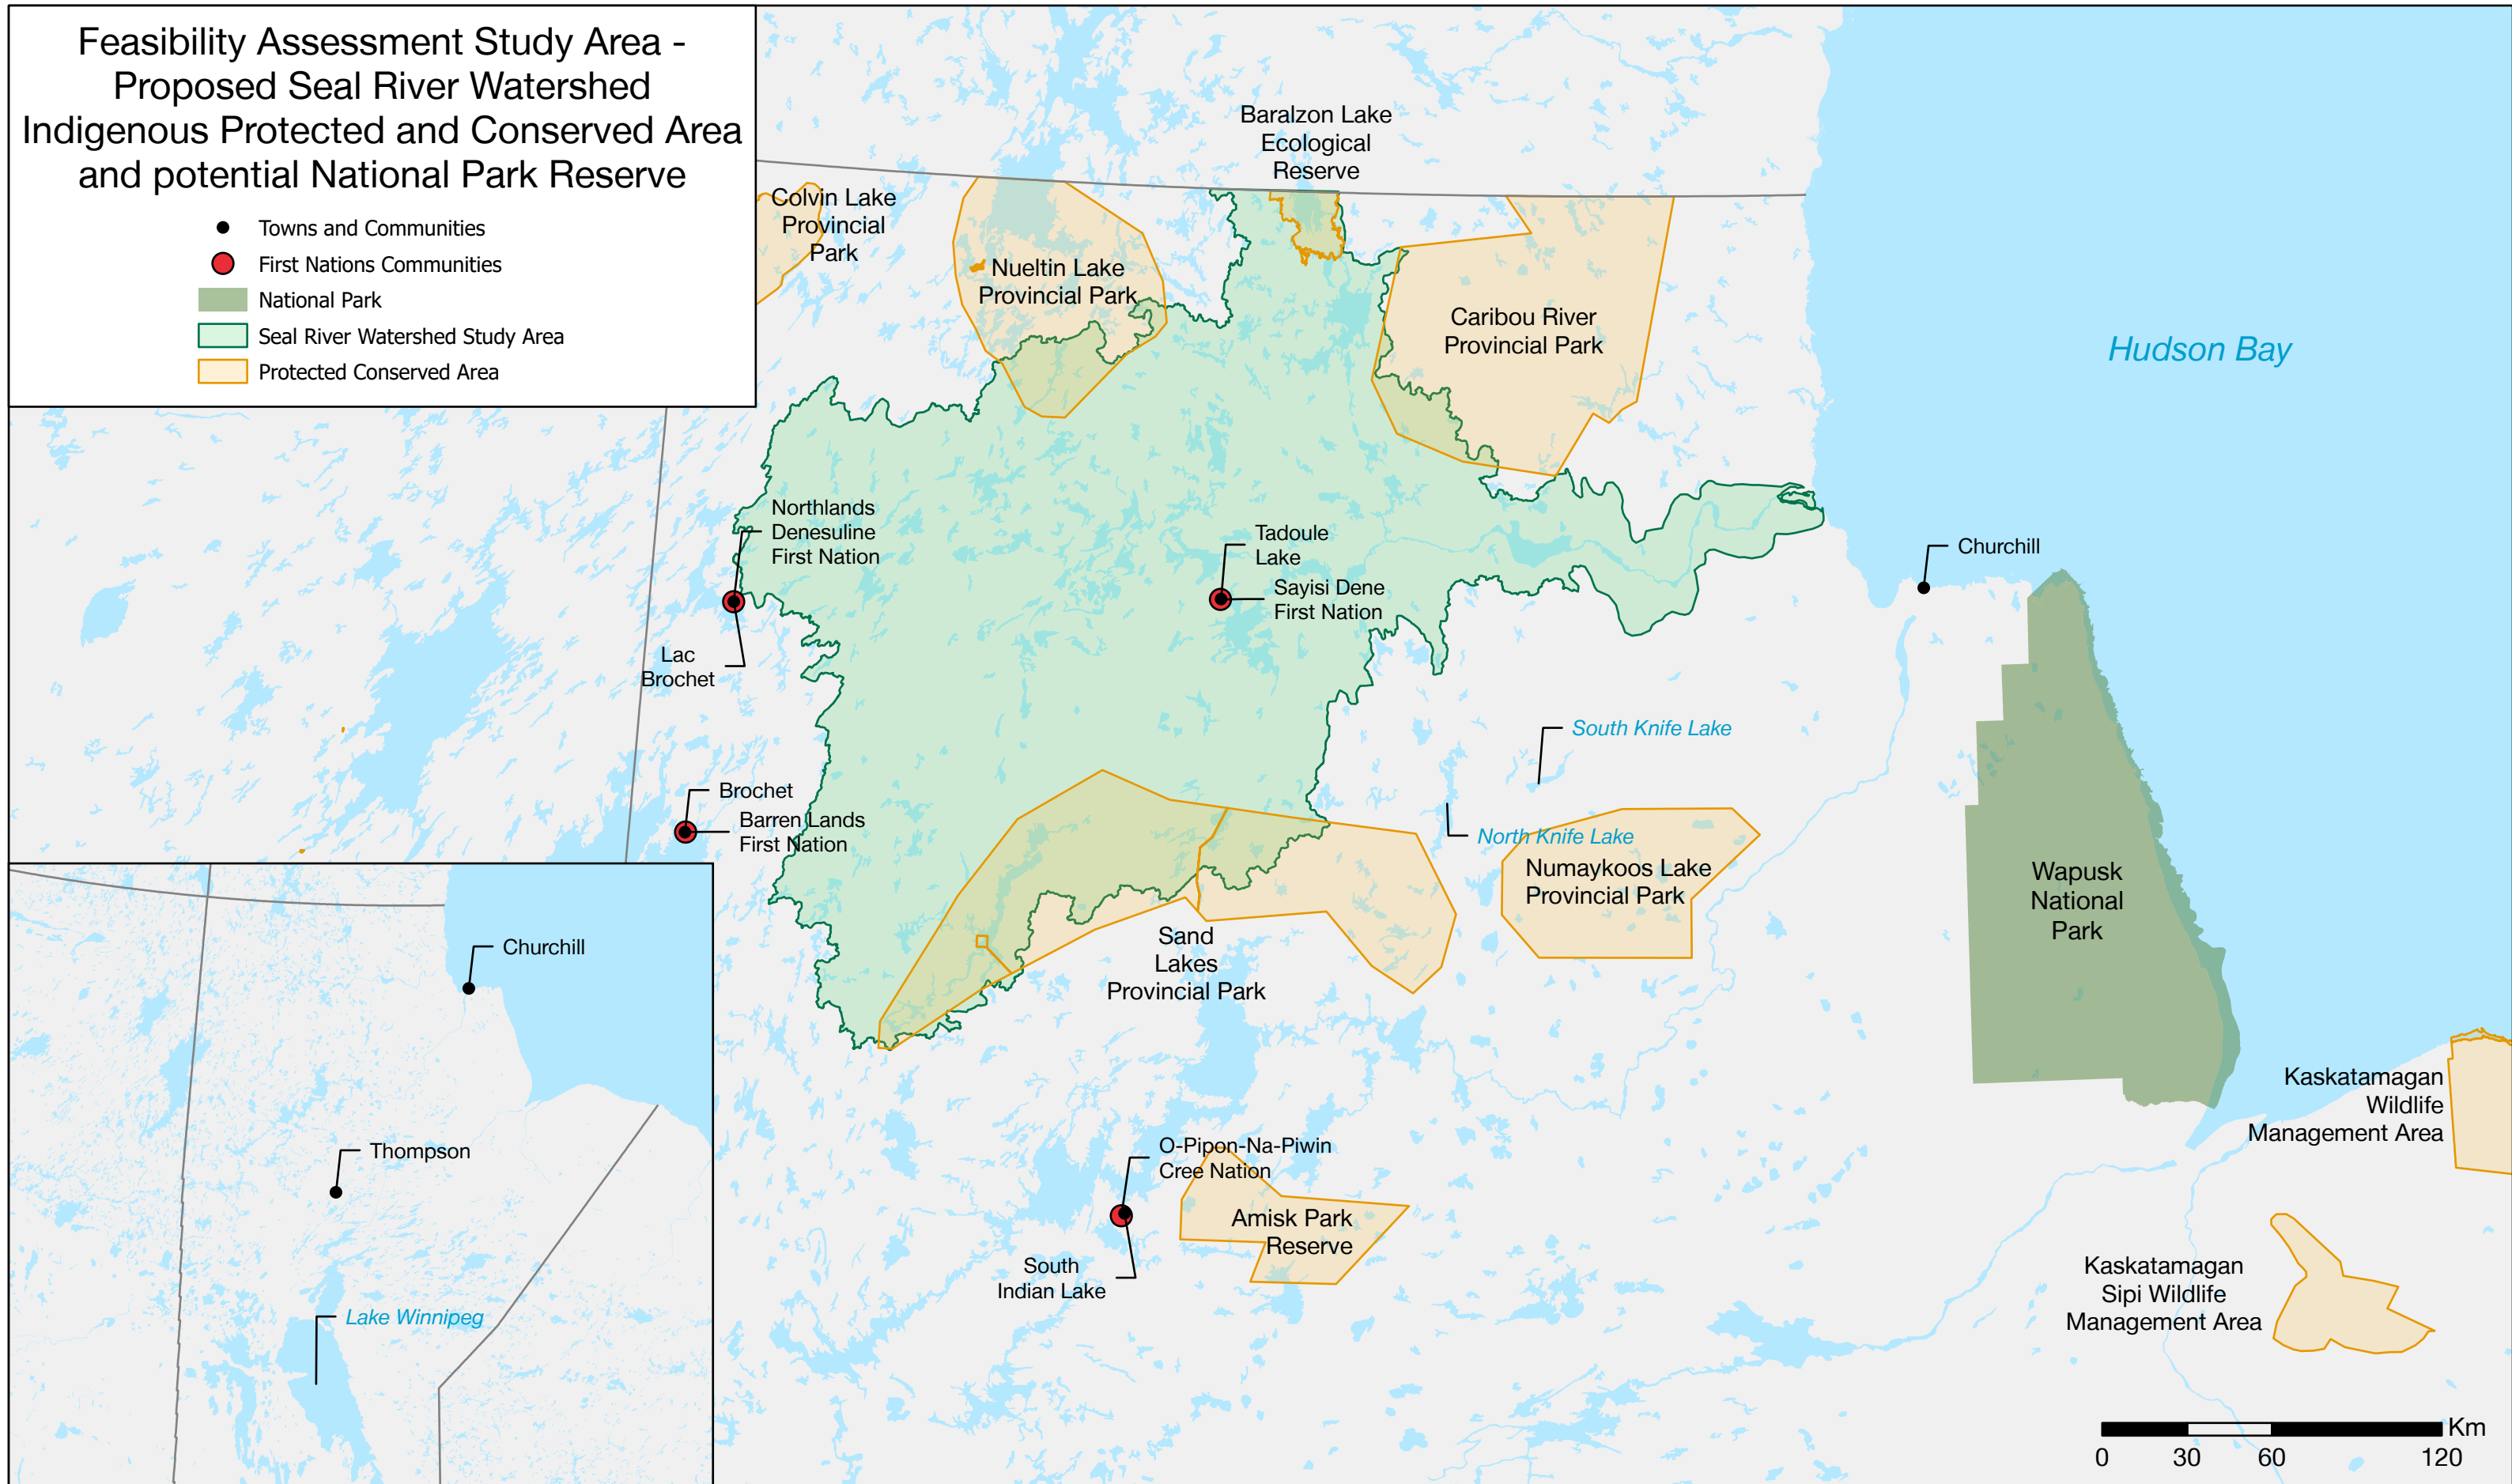 Feasibility Assessment Study Area -
Proposed Seal River Watershed
Indigenous Protected and Conserved Area
and potential National Park Reserve
Towns and Communities
First Nations Communities
National Park
Seal River Watershed Study Area
Protected Conserved Area
Baralzon Lake
Ecological
Reserve
Colvin Lake
Provincial
Park
Nueltin Lake
Provincial Park
Caribou River
Provincial Park
Hudson Bay
Northlands
Denesuline
First Nation
Lac
Brochet
Tadoule
Lake
Sayisi Dene
First Nation
Churchill
South Knife Lake
North Knife Lake
Brochet
Barren Lands
First Nation
Numaykoos Lake
Provincial Park
Wapusk
National
Park
Sand
Lakes
Provincial Park
Kaskatamagan
Wildlife
Management Area
O-Pipon-Na-Piwin
Cree Nation
Amisk Park
Reserve
South
Indian Lake
Kaskatamagan
Sipi Wildlife
Management Area
Churchill
Thompson
Lake Winnipeg
Km
0 30 60 120